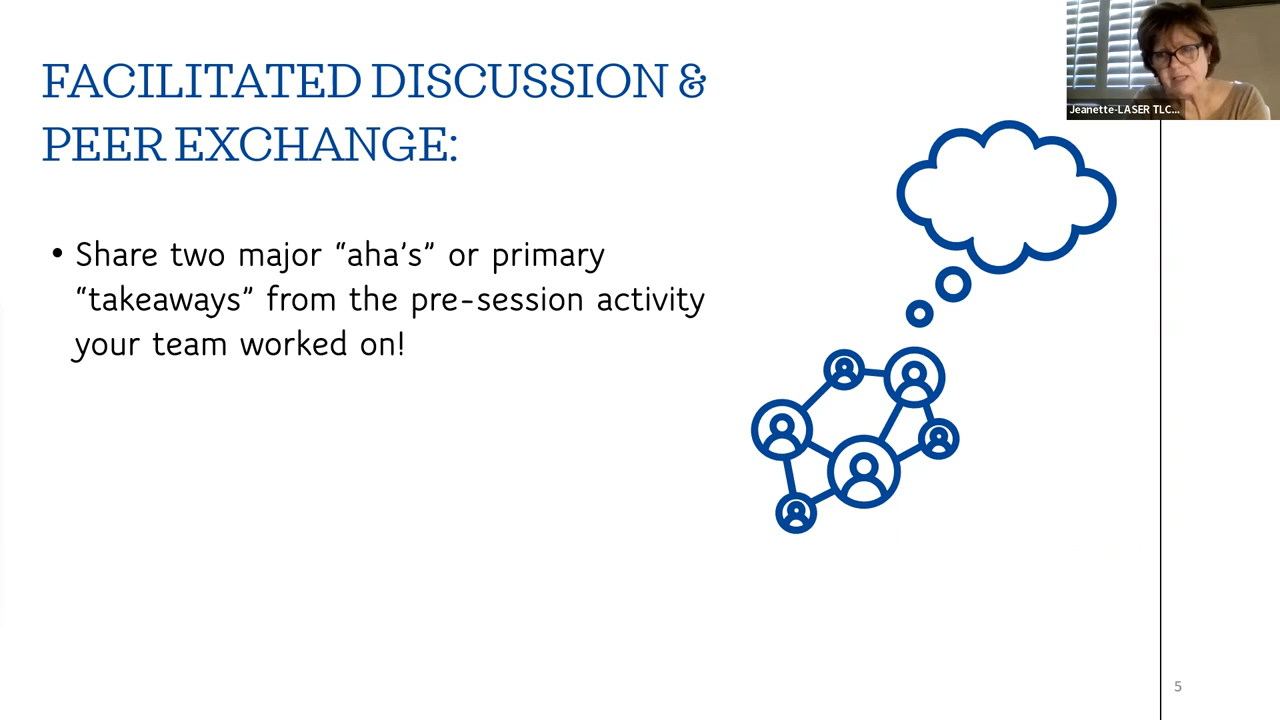 FACILITATED DISCUSSION &
PEER EXCHANGE:
Jeanette-LASER TLC...
• Share two major “aha’s” or primary
“takeaways” from the pre-session activity
your team worked on!
5